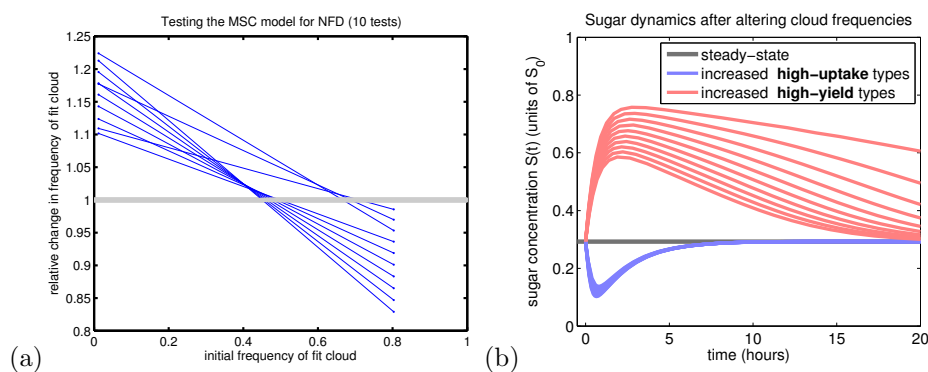 Testing the MSC model for NFD (10 tests)
1.25
1.2
1.15
1.1
1.05
1
0.95
0.9
0.85
0.8
relative change in frequency of fit cloud
0
0.2
0.4
0.6
0.8
1
initial frequency of fit cloud
(a)
Sugar dynamics after altering cloud frequencies
steady−state
increased high−uptake types
increased high−yield types
1
0.8
0.6
0.4
0.2
0
sugar concentration S(t) (units of S0)
0
5
10
15
20
time (hours)
(b)